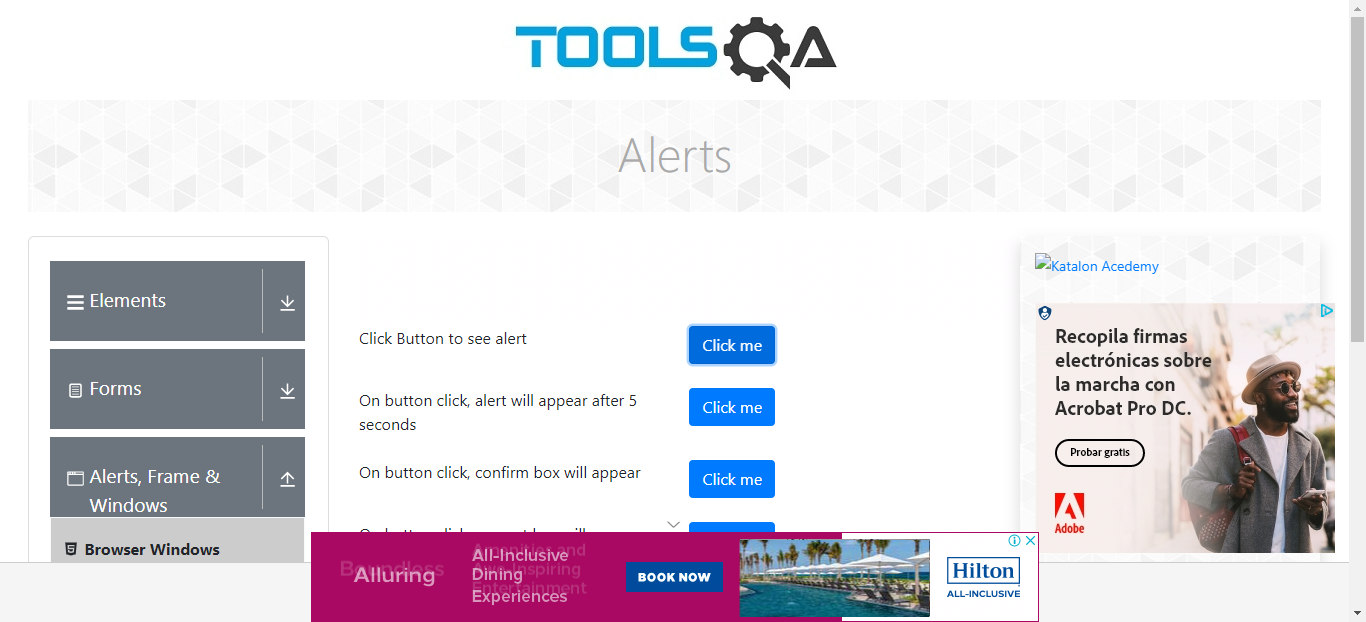 TOOLSQA
Alerts
Elements
Forms
Alerts, Frame &
Windows
Browser Windows
Click Button to see alert
Click me
On button click, alert will appear after 5
seconds
Click me
On button click, confirm box will appear
Click me
Katalon Acedemy
Recopila firmas
electrónicas sobre
la marcha con
Acrobat Pro DC.
Probar gratis
Adobe
Boundless
Alluring
All-Inclusive
Dining
Experiences
Entertainment
BOOK NOW
Hilton
ALL-INCLUSIVE